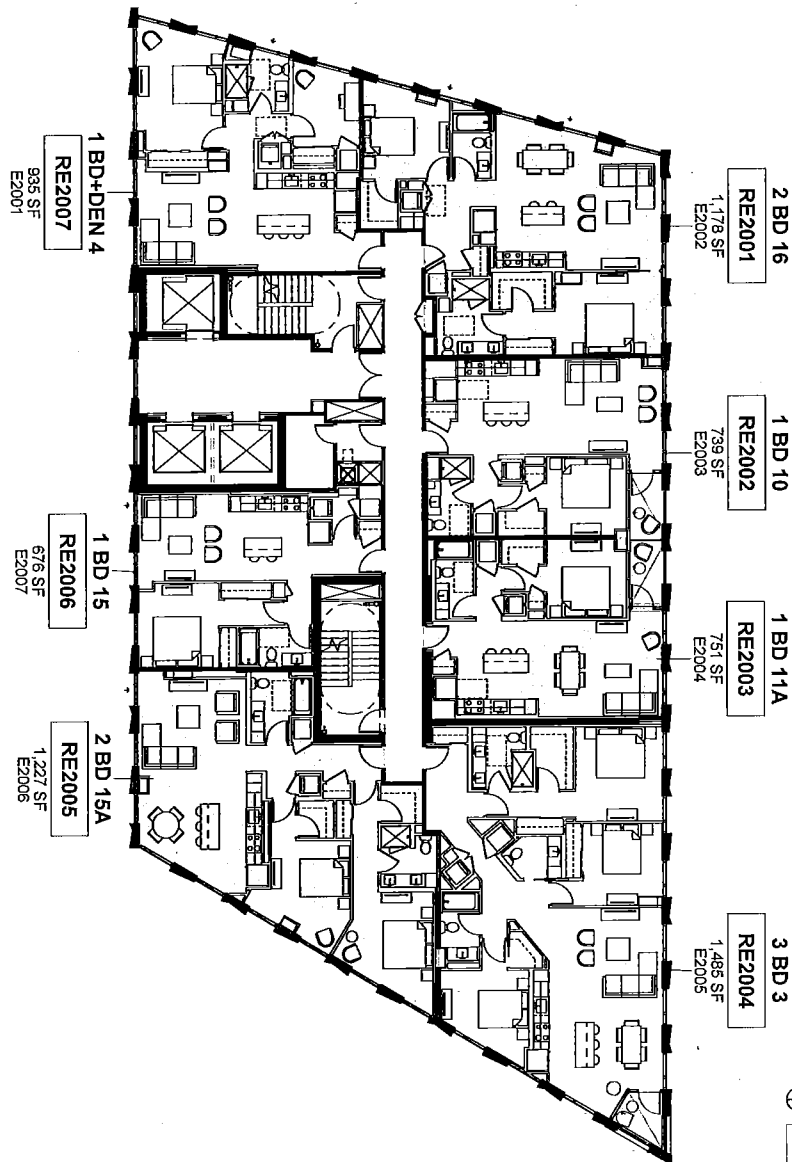 2 BD 16
RE2001
1,178 SF
E2002
1 BD 10
RE2002
739 SF
E2003
1 BD 11A
RE2003
751 SF
E2004
3 BD 3
RE2004
1,485 SF
E2005
1 BD+DEN 4
RE2007
935 SF
E2001
1 BD 15
RE2006
676 SF
E2007
2 BD 15A
RE2005
1,227 SF
E2006